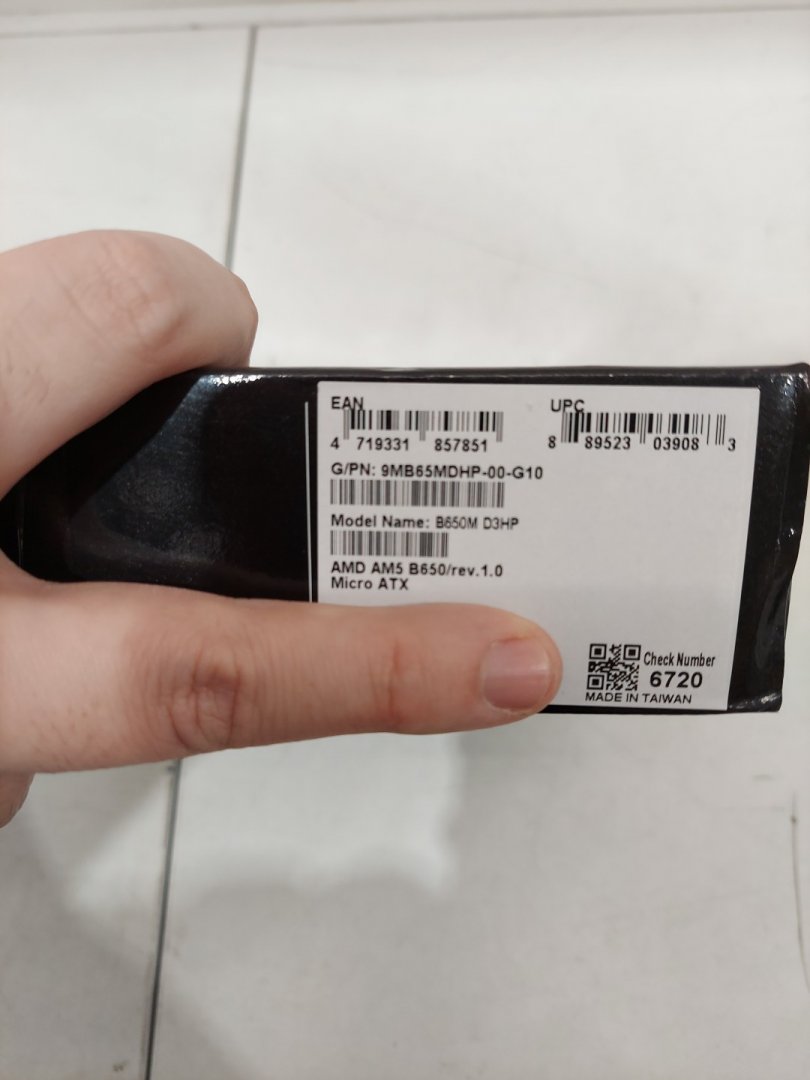 EAN
4 719331 857851
UPC
8 89523 03908 3
G/PN: 9MB65MDHP-00-G10
Model Name: B650M D3HP
AMD AM5 B650/rev.1.0
Micro ATX
Check Number
6720
MADE IN TAIWAN